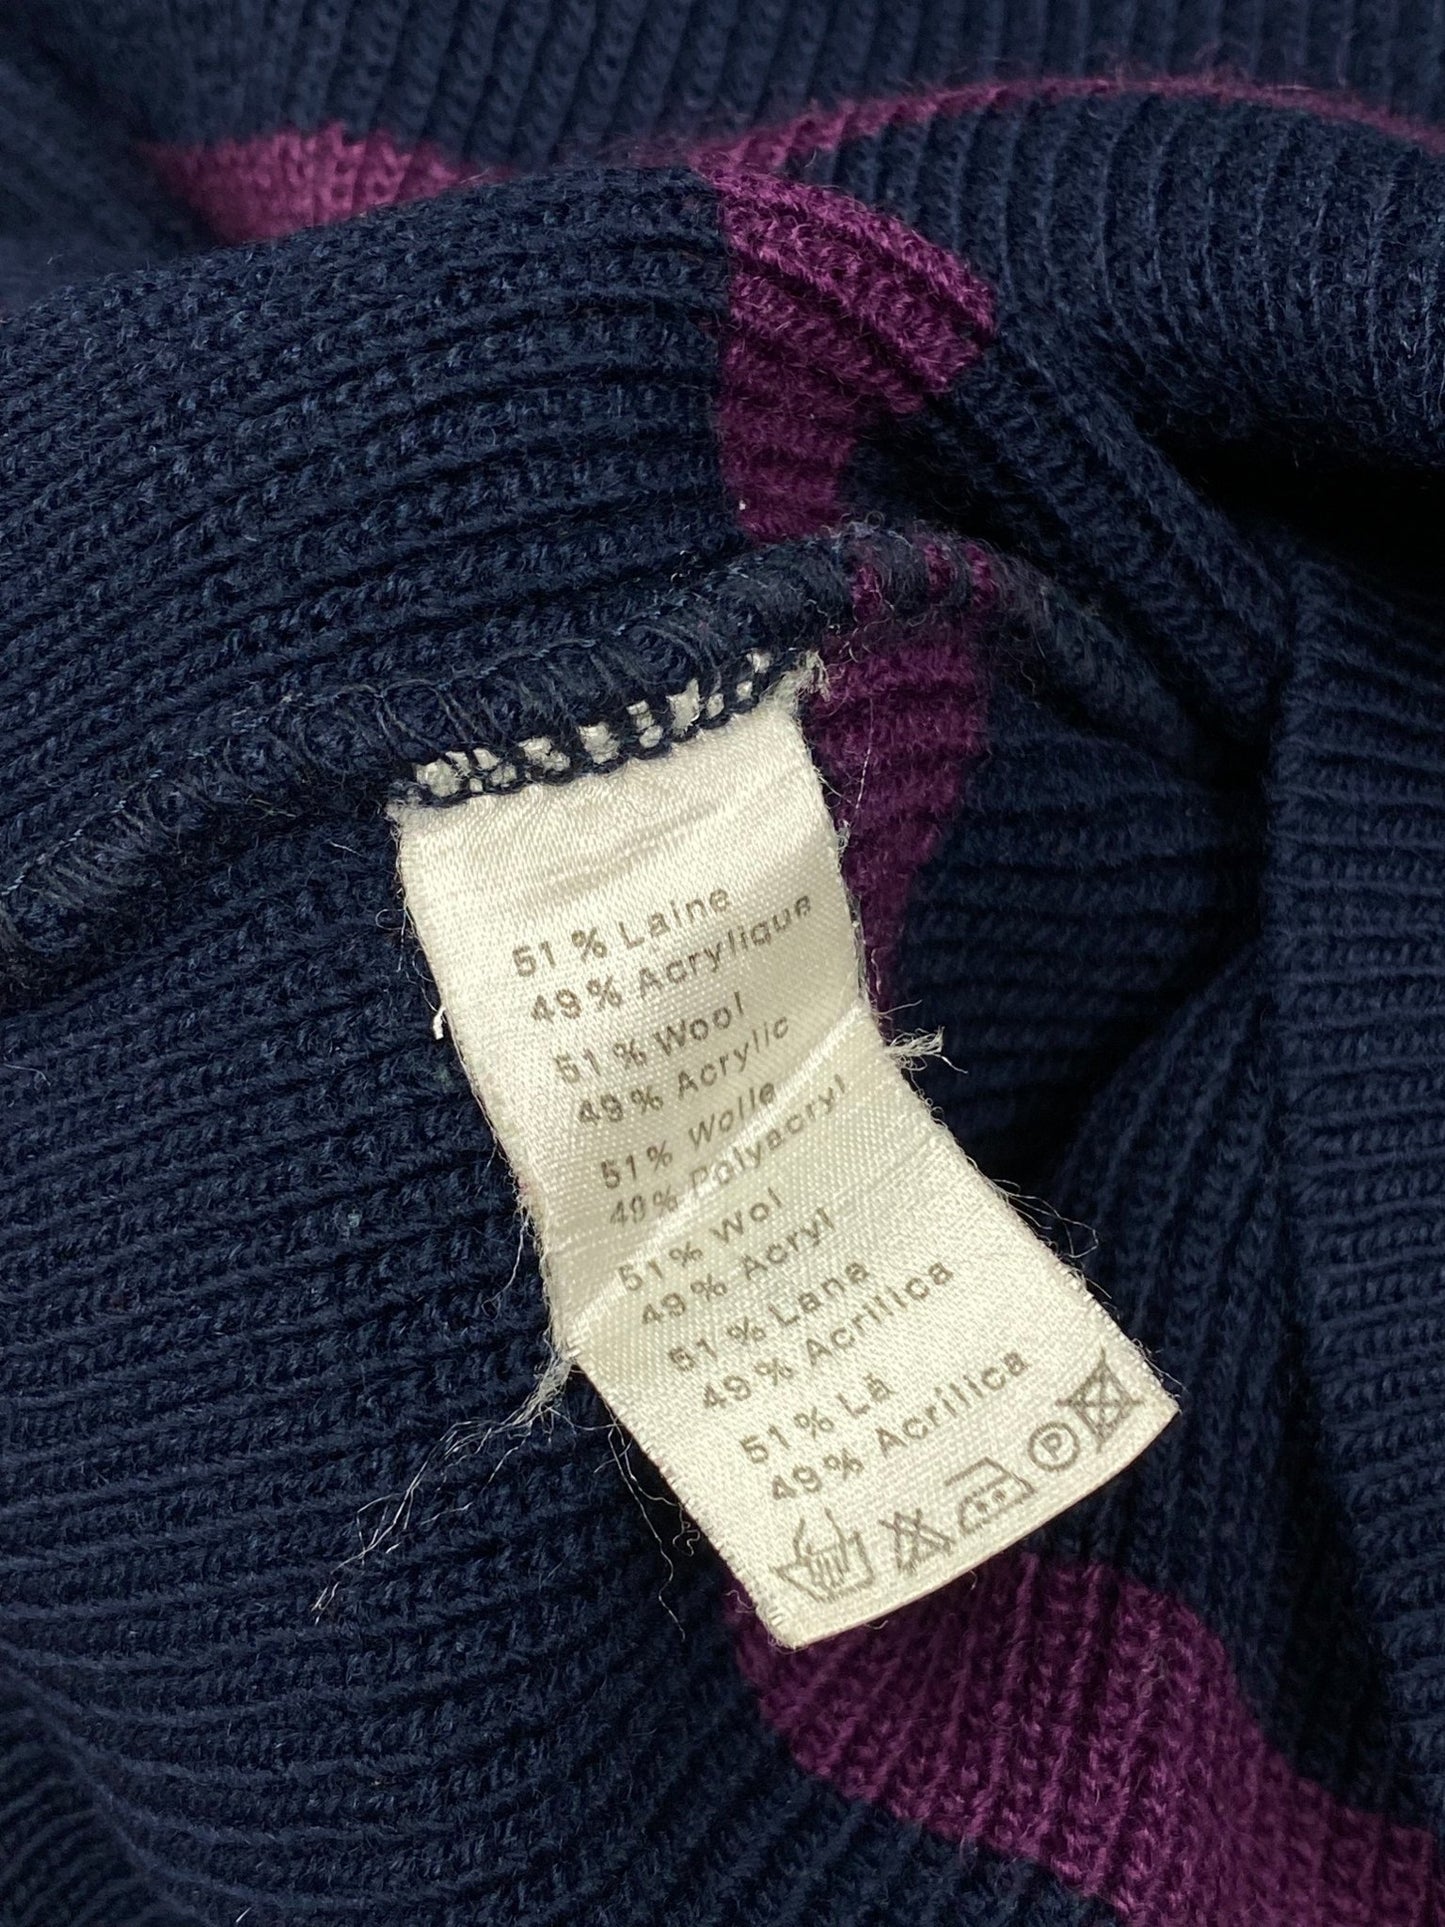 51 % Laine
49 % Acrylique
51 % Wool
49 % Acrylic
51 % Wolle
49 % Polyacryl
51 % Wol
49 % Acryl
51 % Lana
49 % Acrilica
51 % Lá
49 % Acrílica
P